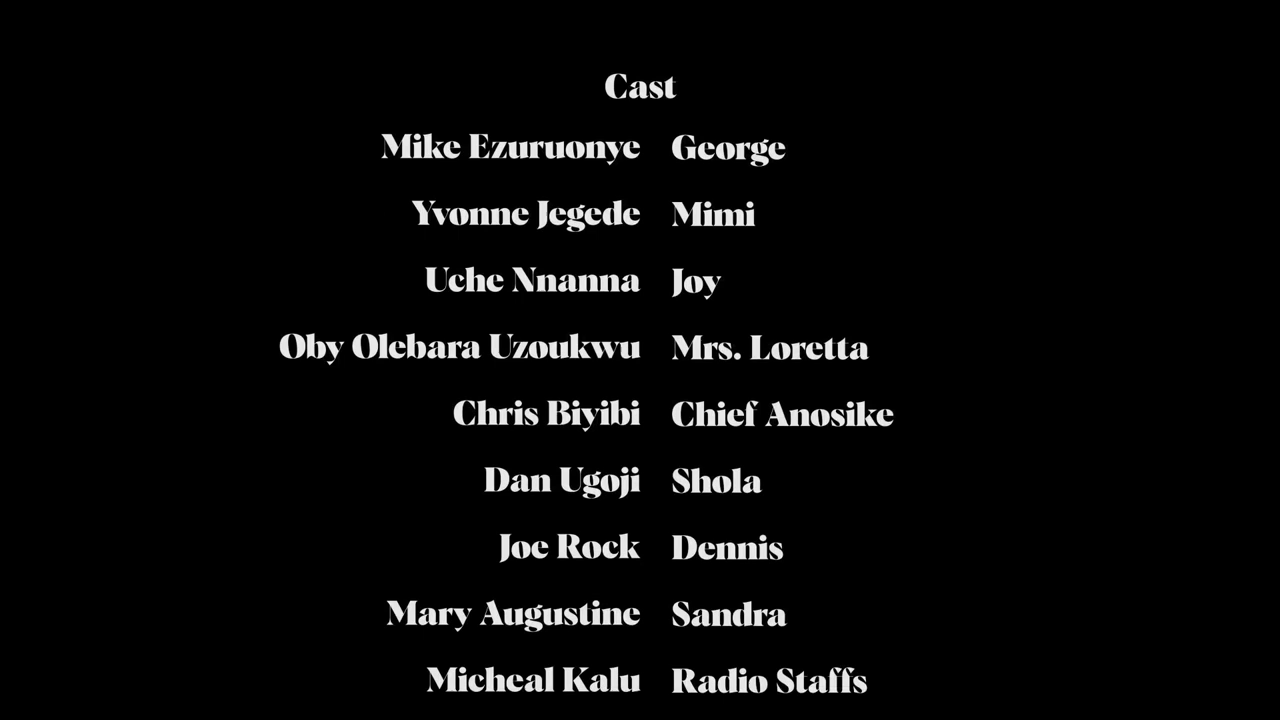 Cast
Mike Ezuruonye George
Yvonne Jegede Mimi
Uche Nnanna Joy
Oby Olebara Uzoukwu Mrs. Loretta
Chris Biyibi Chief Anosike
Dan Ugoji Shola
Joe Rock Dennis
Mary Augustine Sandra
Micheal Kalu Radio Staffs